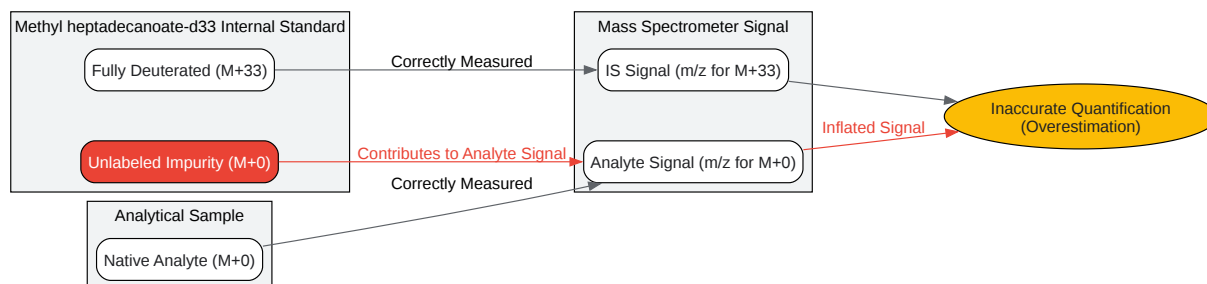 Methyl heptadecanoate-d33 Internal Standard
Fully Deuterated (M+33)
Unlabeled Impurity (M+0)
Analytical Sample
Native Analyte (M+0)
Correctly Measured
Contributes to Analyte Signal
Correctly Measured
Mass Spectrometer Signal
IS Signal (m/z for M+33)
Analyte Signal (m/z for M+0)
Inflated Signal
Inaccurate Quantification
(Overestimation)